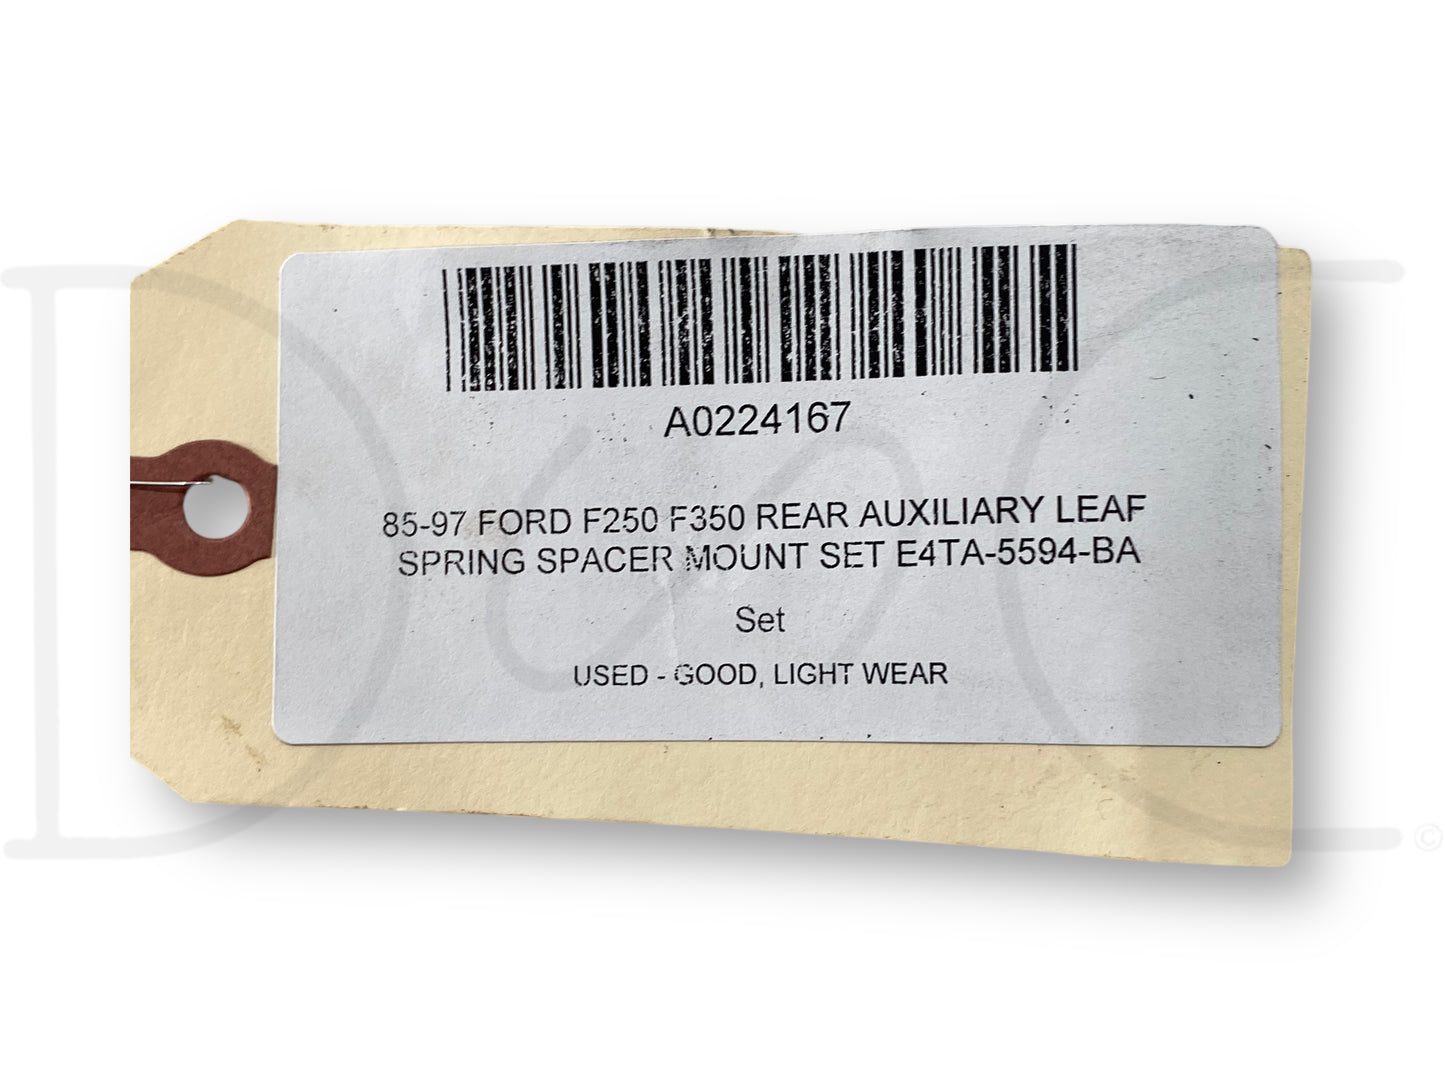 A0224167
85-97 FORD F250 F350 REAR AUXILIARY LEAF
SPRING SPACER MOUNT SET E4TA-5594-BA
Set
USED - GOOD, LIGHT WEAR
©